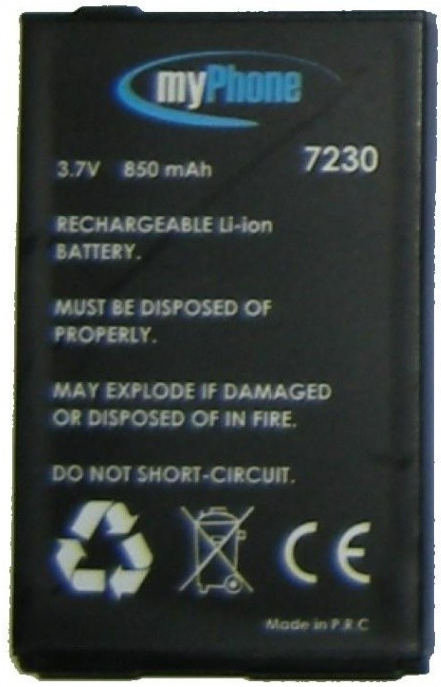 myPhone
3.7V 850 mAh 7230
RECHARGEABLE Li-ion
BATTERY.
MUST BE DISPOSED OF
PROPERLY.
MAY EXPLODE IF DAMAGED
OR DISPOSED OF IN FIRE.
DO NOT SHORT-CIRCUIT.
CE
Made in P.R.C